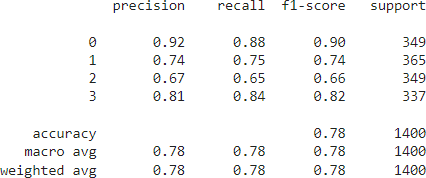 precision recall f1-score support
0 0.92 0.88 0.90 349
1 0.74 0.75 0.74 365
2 0.67 0.65 0.66 349
3 0.81 0.84 0.82 337
accuracy 0.78 1400
macro avg 0.78 0.78 0.78 1400
weighted avg 0.78 0.78 0.78 1400